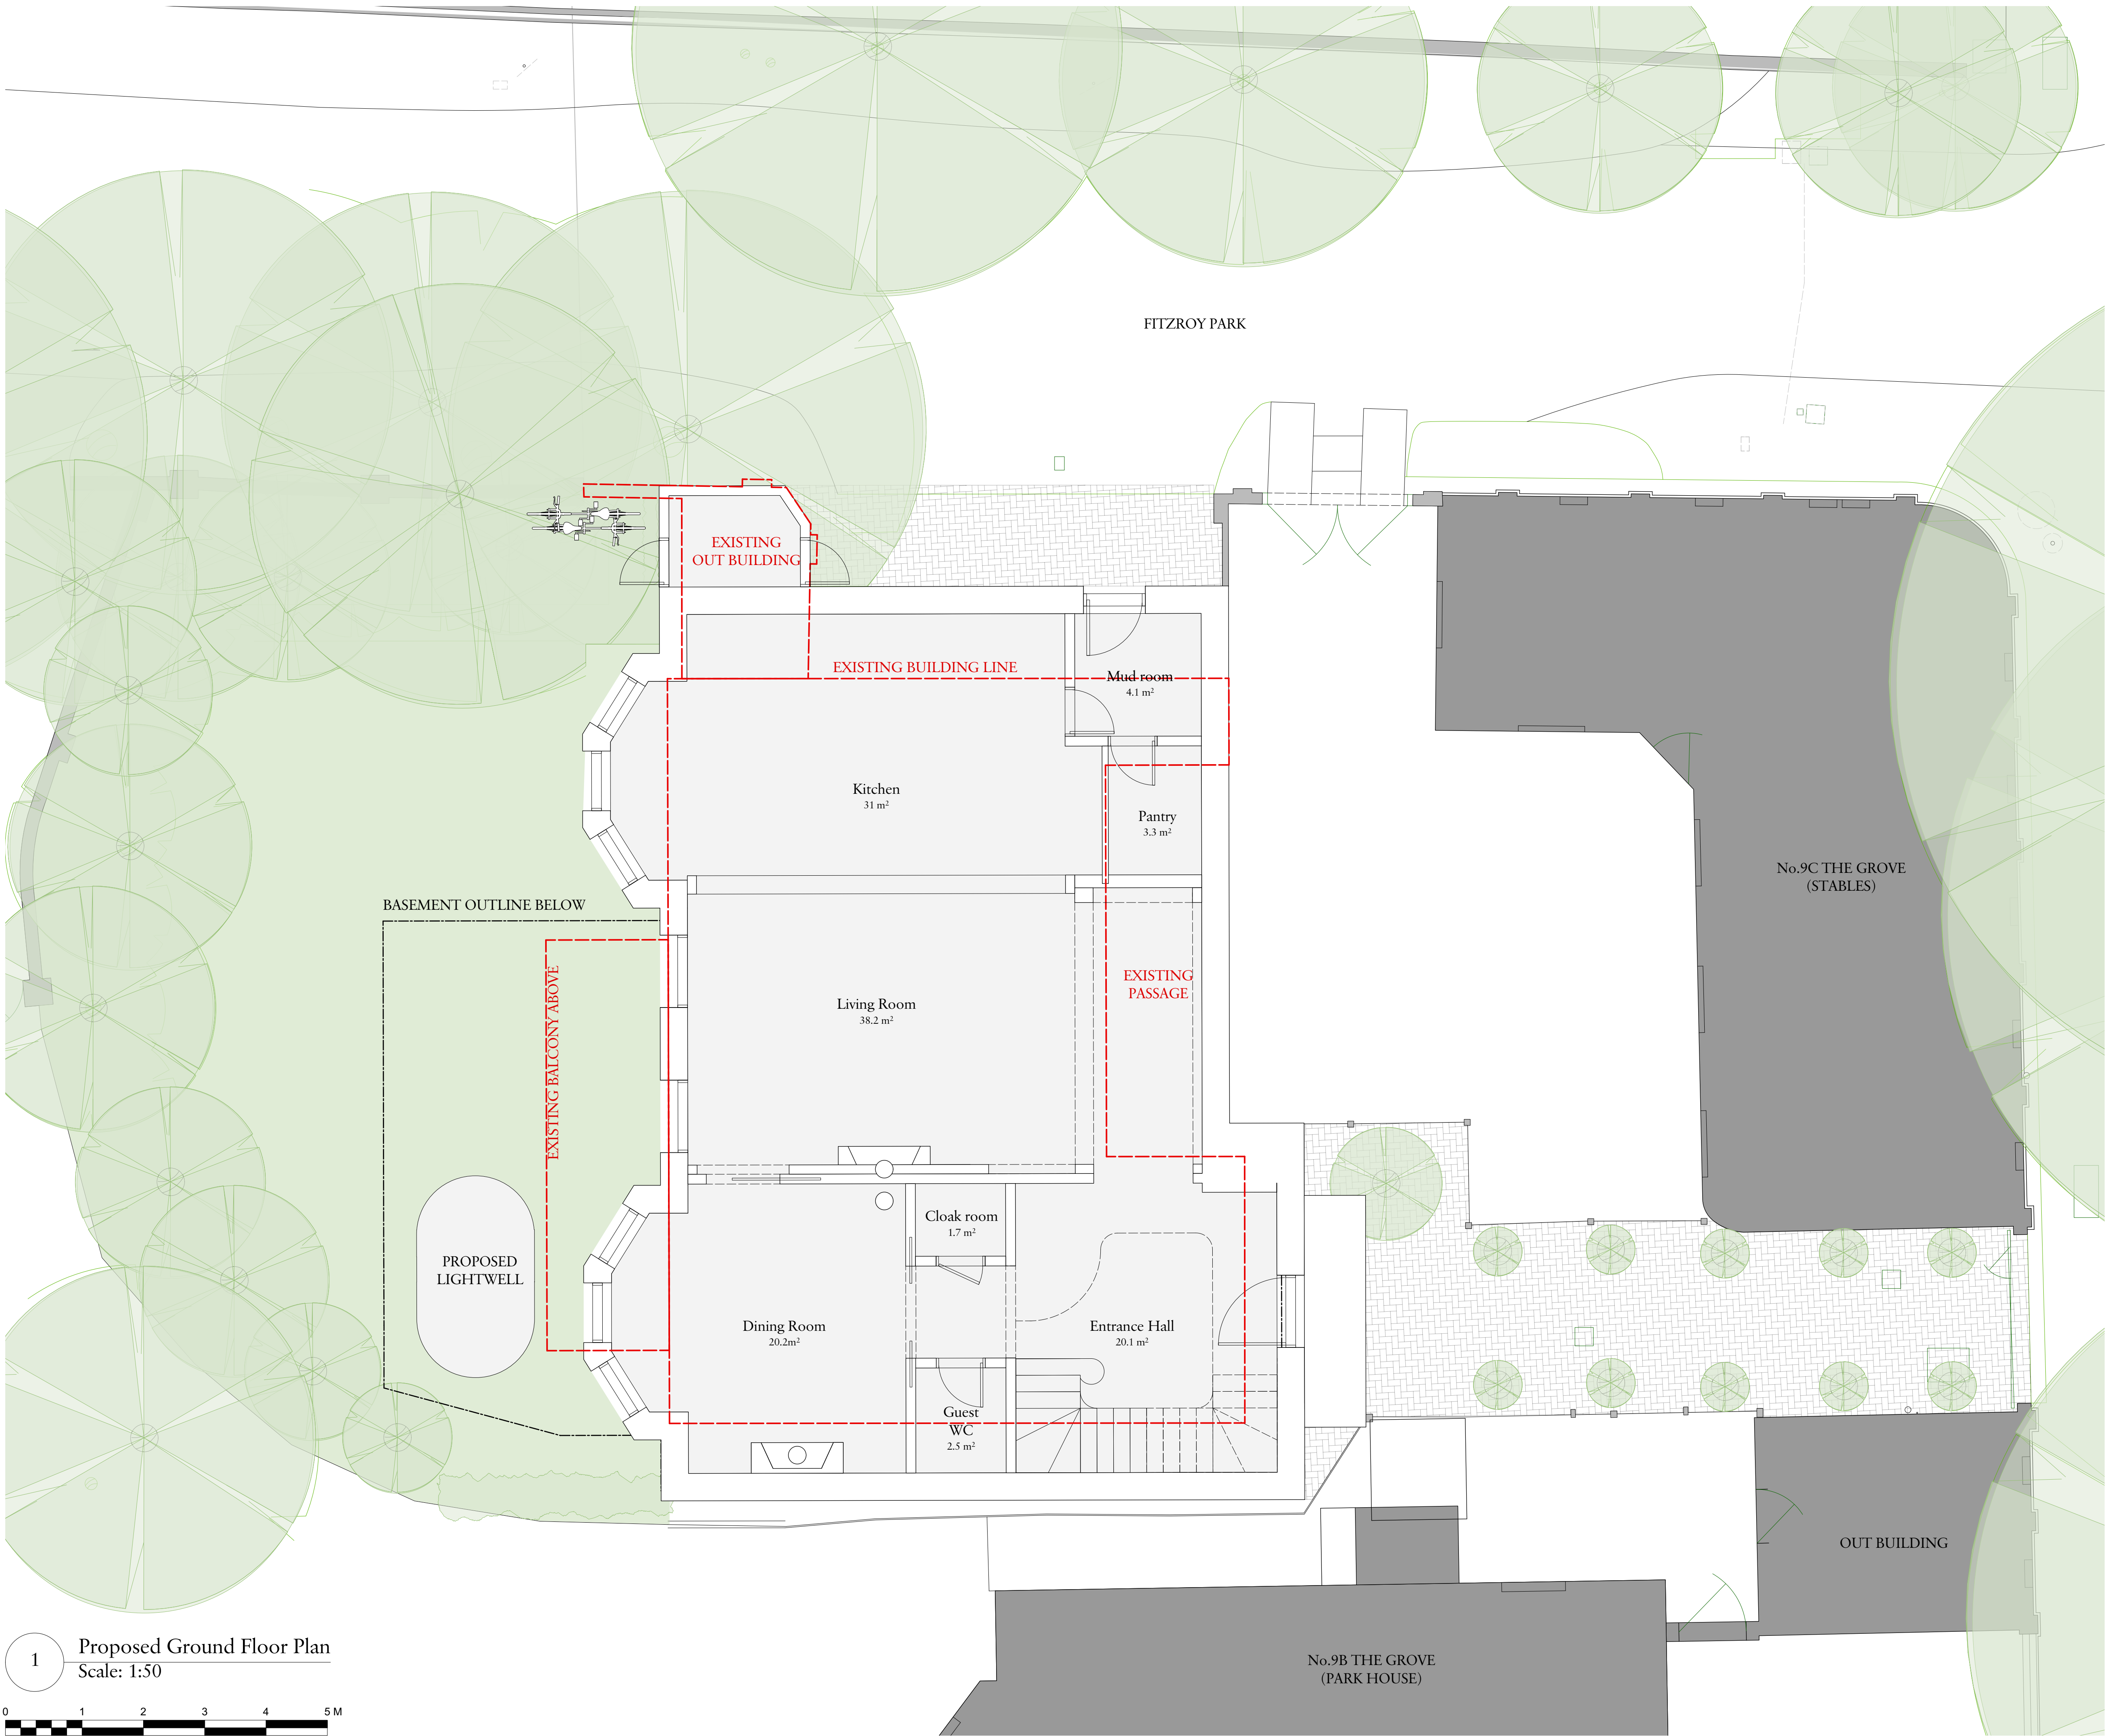 FITZROY PARK
EXISTING
OUT BUILDING
EXISTING BUILDING LINE
Mud room
4.1 m²
Kitchen
31 m²
Pantry
3.3 m²
No.9C THE GROVE
(STABLES)
BASEMENT OUTLINE BELOW
EXISTING BALCONY ABOVE
EXISTING
PASSAGE
Living Room
38.2 m²
Cloak room
1.7 m²
PROPOSED
LIGHTWELL
Dining Room
20.2m²
Entrance Hall
20.1 m²
Guest
WC
2.5 m²
OUT BUILDING
No.9B THE GROVE
(PARK HOUSE)
1
Proposed Ground Floor Plan
Scale: 1:50
0 1 2 3 4 5 M